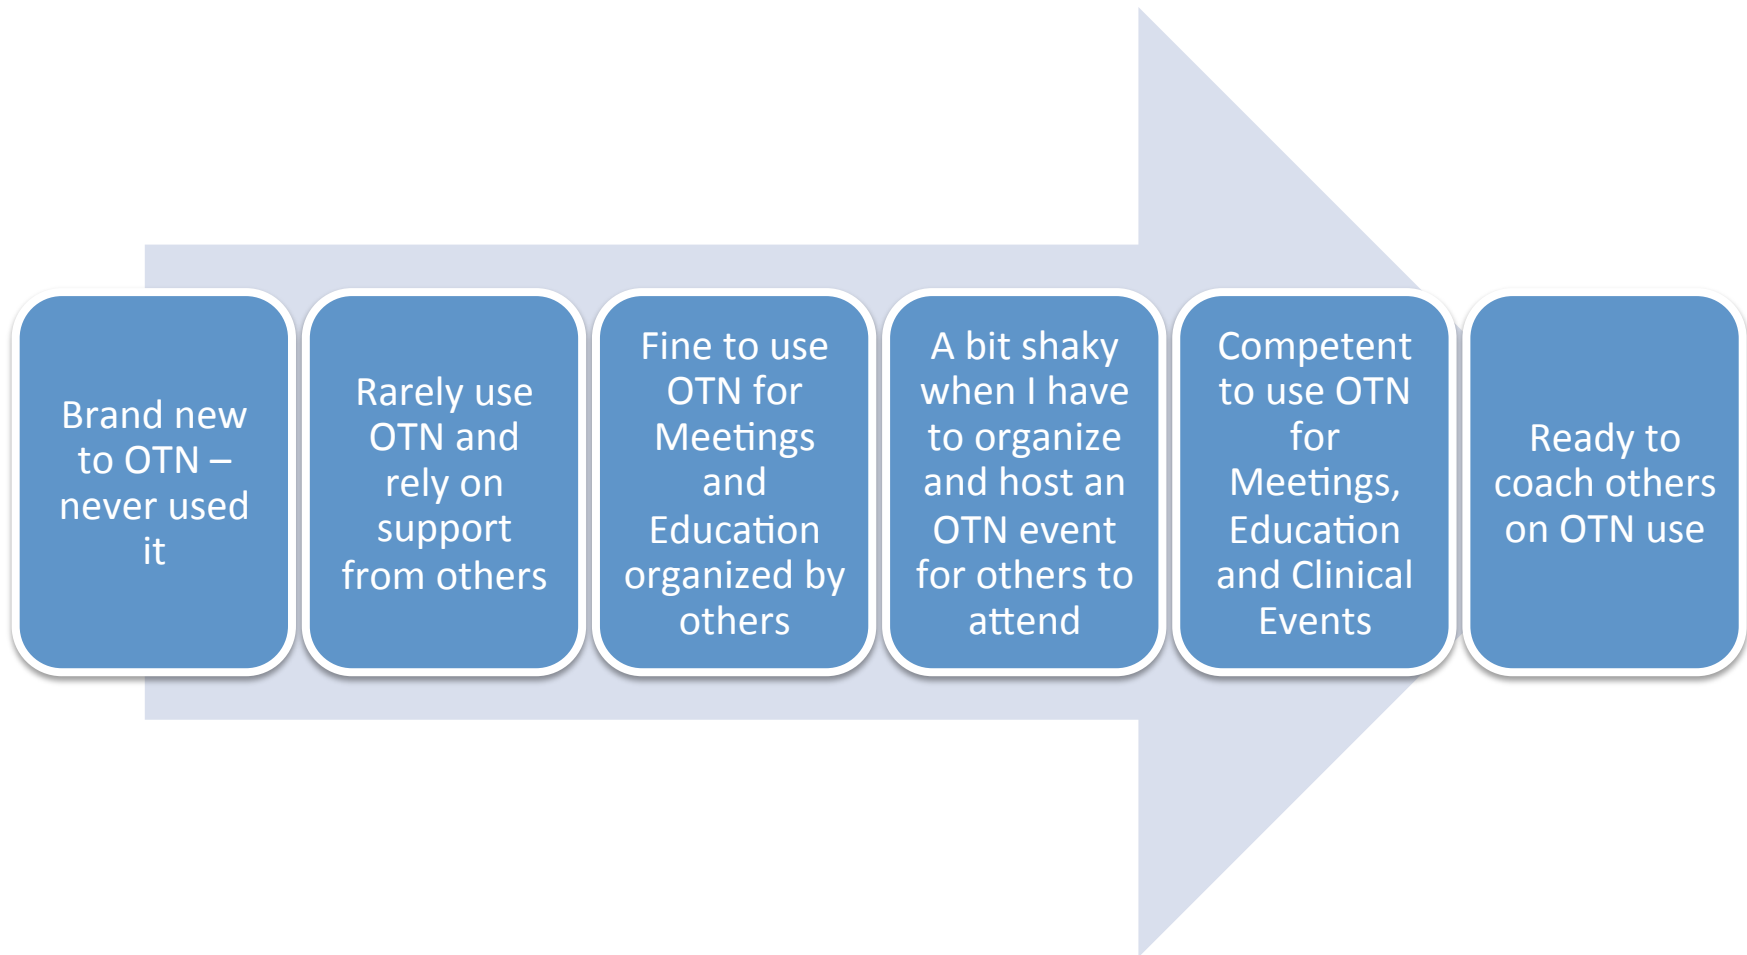 Brand new
to OTN –
never used
it
Rarely use
OTN and
rely on
support
from others
Fine to use
OTN for
Meetings
and
Education
organized by
others
A bit shaky
when I have
to organize
and host an
OTN event
for others to
attend
Competent
to use OTN
for
Meetings,
Education
and Clinical
Events
Ready to
coach others
on OTN use